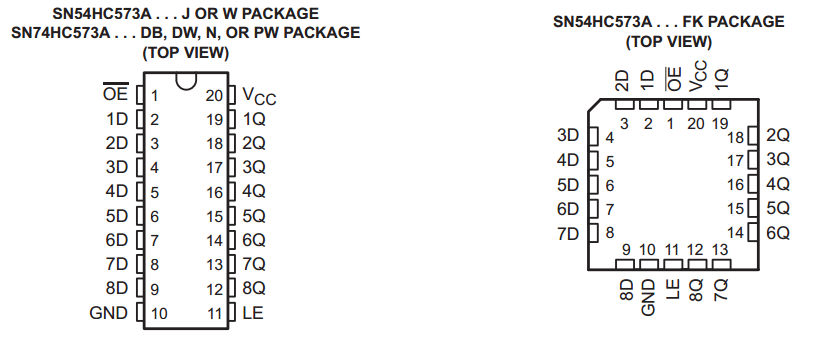 SN54HC573A . . . J OR W PACKAGE
SN74HC573A . . . DB, DW, N, OR PW PACKAGE
(TOP VIEW)
OE 1 20 VCC
1D 2 19 1Q
2D 3 18 2Q
3D 4 17 3Q
4D 5 16 4Q
5D 6 15 5Q
6D 7 14 6Q
7D 8 13 7Q
8D 9 12 8Q
GND 10 11 LE
SN54HC573A . . . FK PACKAGE
(TOP VIEW)
2D 1D OE VCC 1Q
3 2 1 20 19
3D 4 18 2Q
4D 5 17 3Q
5D 6 16 4Q
6D 7 15 5Q
7D 8 14 6Q
9 10 11 12 13
8D GND LE 8Q 7Q